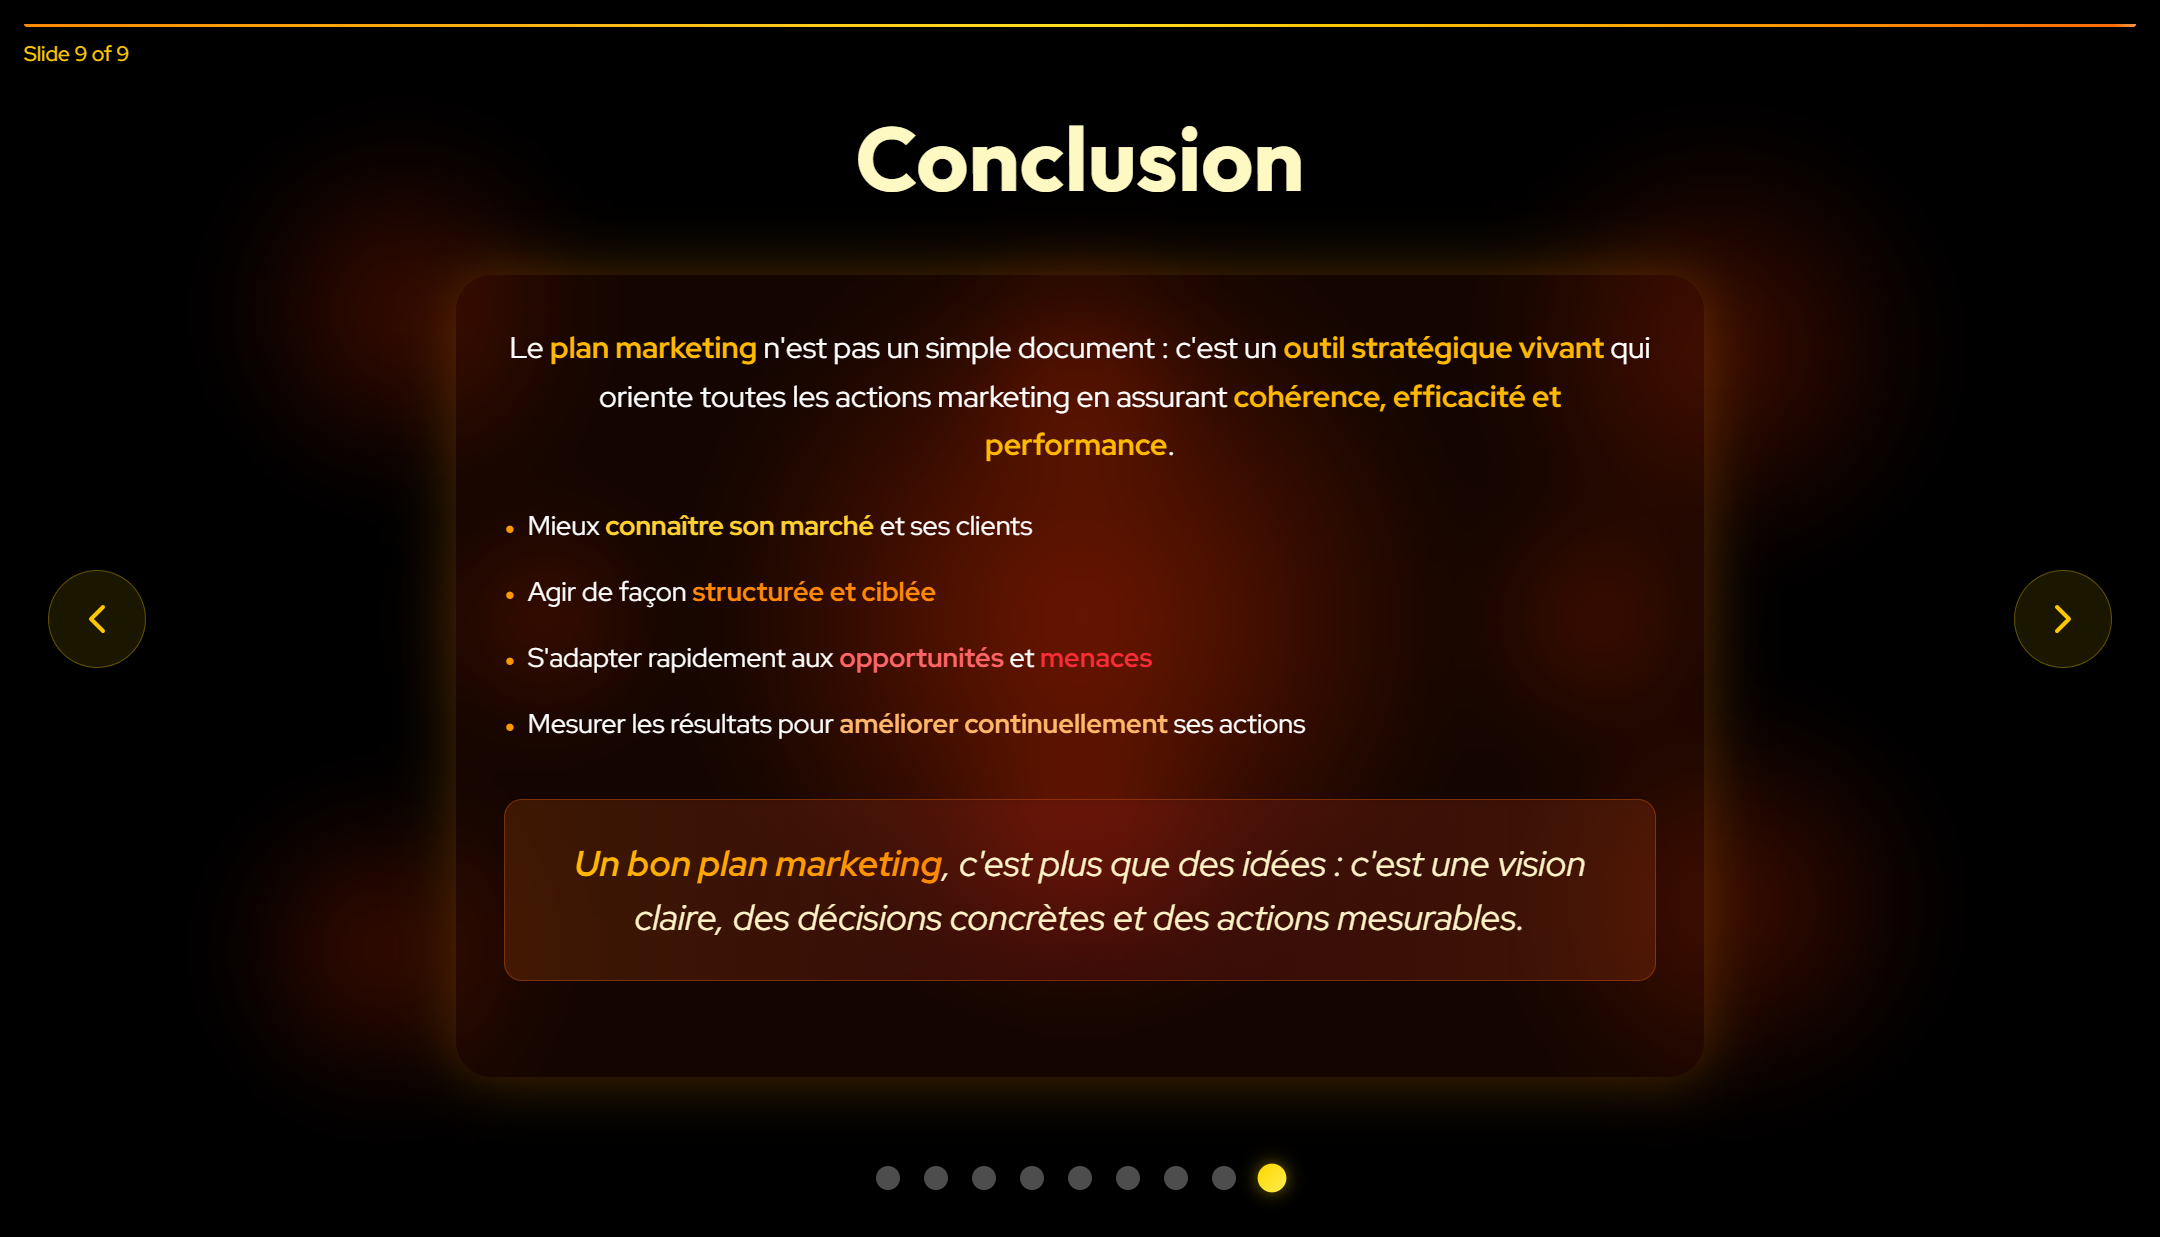 Slide 9 of 9
Conclusion
Le plan marketing n'est pas un simple document : c'est un outil stratégique vivant qui
oriente toutes les actions marketing en assurant cohérence, efficacité et
performance.
• Mieux connaître son marché et ses clients
• Agir de façon structurée et ciblée
• S'adapter rapidement aux opportunités et menaces
• Mesurer les résultats pour améliorer continuellement ses actions
Un bon plan marketing, c'est plus que des idées : c'est une vision
claire, des décisions concrètes et des actions mesurables.